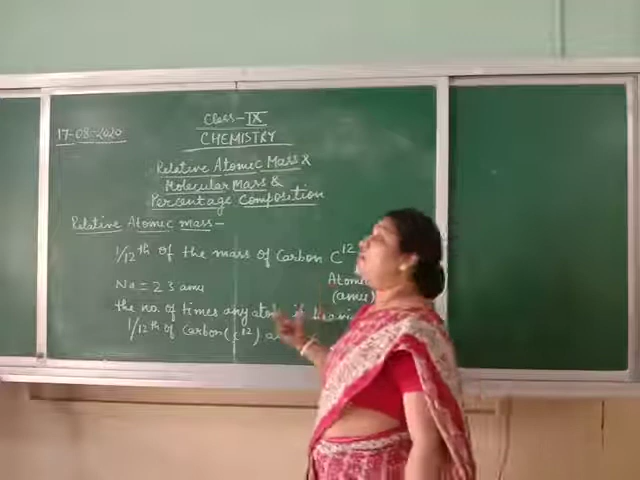 Class - IX
17-08-2020
CHEMISTRY
Relative Atomic Mass &
Molecular Mass &
Percentage Composition
Relative Atomic mass -
1/12th of the mass of Carbon C12
Na = 23 amu
Atomic
(amu)
the no. of times any atom is
1/12th of Carbon (C12)